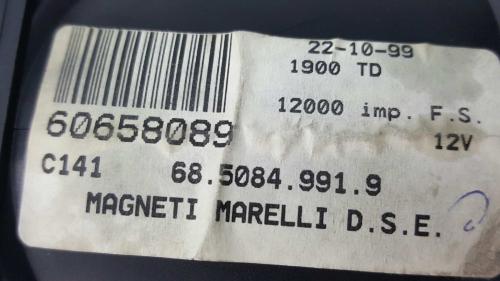 22-10-99
1900 TD
12000 imp. F.S.
60658089
12V
C141 68.5084.991.9
MAGNETI MARELLI D.S.E.